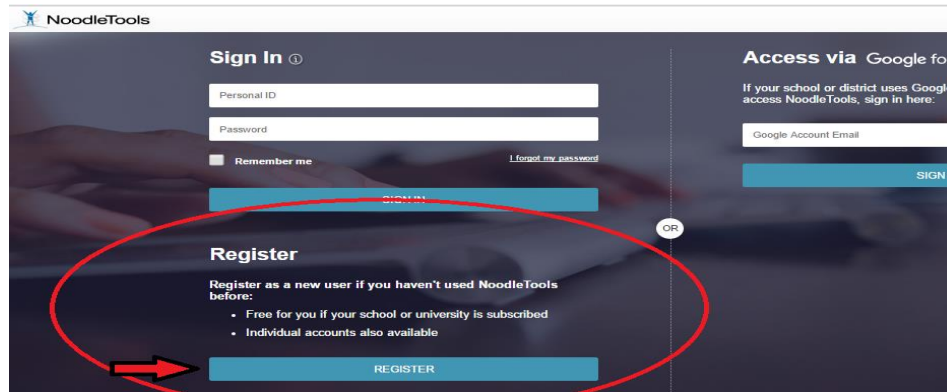 NoodleTools
Sign In
Personal ID
Password
Remember me
I forgot my password
SIGN IN
Register
Register as a new user if you haven't used NoodleTools
before:
• Free for you if your school or university is subscribed
• Individual accounts also available
REGISTER
OR
Access via Google fo
If your school or district uses Googl
access NoodleTools, sign in here:
Google Account Email
SIGN